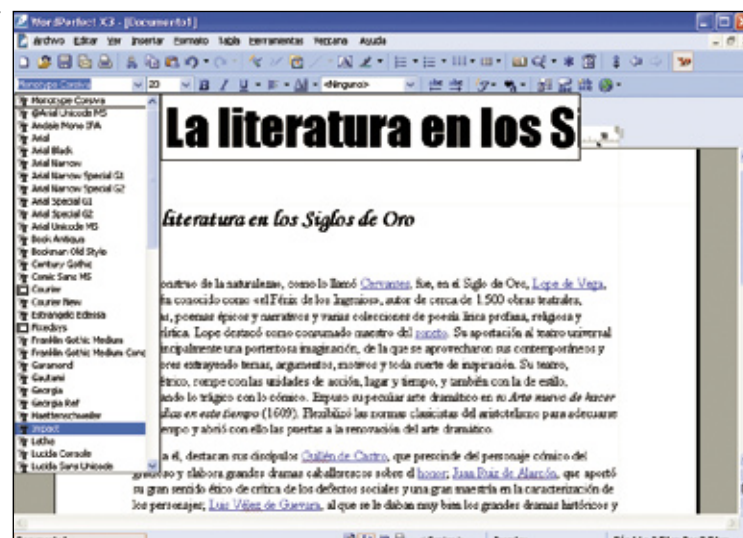 WordPerfect X3 - [Documento1]
Archivo Editar Ver Insertar Formato Tabla Herramientas Ventana Ayuda
Monotype Corsiva 20 <Ninguno>
Monotype Corsiva
@Arial Unicode MS
Andale Mono IPA
Arial
Arial Black
Arial Narrow
Arial Narrow Special G1
Arial Narrow Special G2
Arial Special G1
Arial Special G2
Arial Unicode MS
Book Antiqua
Bookman Old Style
Century Gothic
Comic Sans MS
Courier
Courier New
Estrangelo Edessa
Fixedsys
Franklin Gothic Medium
Franklin Gothic Medium Cond
Garamond
Gautami
Georgia
Georgia Ref
Haettenschweiler
Impact
Latha
Lucida Console
Lucida Sans Unicode
La literatura en los S
literatura en los Siglos de Oro
onstruo de la naturaleza», como lo llamó Cervantes, fue, en el Siglo de Oro, Lope de Vega,
én conocido como «el Fénix de los Ingenios», autor de cerca de 1.500 obras teatrales,
as, poemas épicos y narrativos y varias colecciones de poesía lírica profana, religiosa y
rística. Lope destacó como consumado maestro del soneto. Su aportación al teatro universal
incipalmente una portentosa imaginación, de la que se aprovecharon sus contemporáneos y
ores extrayendo temas, argumentos, motivos y toda suerte de inspiración. Su teatro,
étrico, rompe con las unidades de acción, lugar y tiempo, y también con la de estilo,
ando lo trágico con lo cómico. Expuso su peculiar arte dramático en su Arte nuevo de hacer
dias en este tiempo (1609). Flexibilizó las normas clasicistas del aristotelismo para adecuarse
empo y abrió con ello las puertas a la renovación del arte dramático.
a él, destacan sus discípulos Guillén de Castro, que prescinde del personaje cómico del
gracioso y elabora grandes dramas caballerescos sobre el honor; Juan Ruiz de Alarcón, que aportó
su gran sentido ético de crítica de los defectos sociales y una gran maestría en la caracterización de
los personajes; Luis Vélez de Guevara, al que se le daban muy bien los grandes dramas históricos y